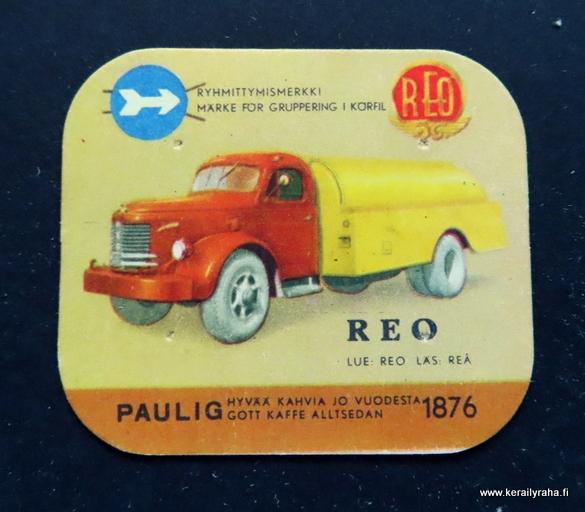 RYHMITTYMISMERKKI
MÄRKE FÖR GRUPPERING I KÖRFIL
REO
REO
LUE: REO LÄS: REÅ
PAULIG HYVÄÄ KAHVIA JO VUODESTA 1876
GOTT KAFFE ALLTSEDAN
www.kerailyraha.fi